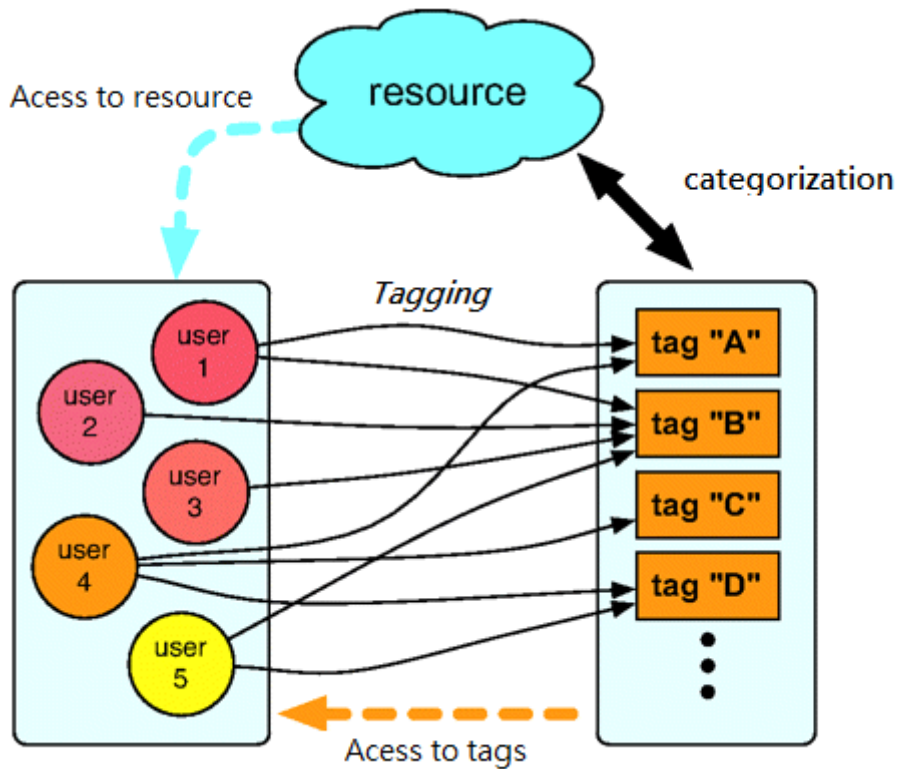 resource
Acess to resource
categorization
Tagging
user
1
user
2
user
3
user
4
user
5
tag "A"
tag "B"
tag "C"
tag "D"
Acess to tags